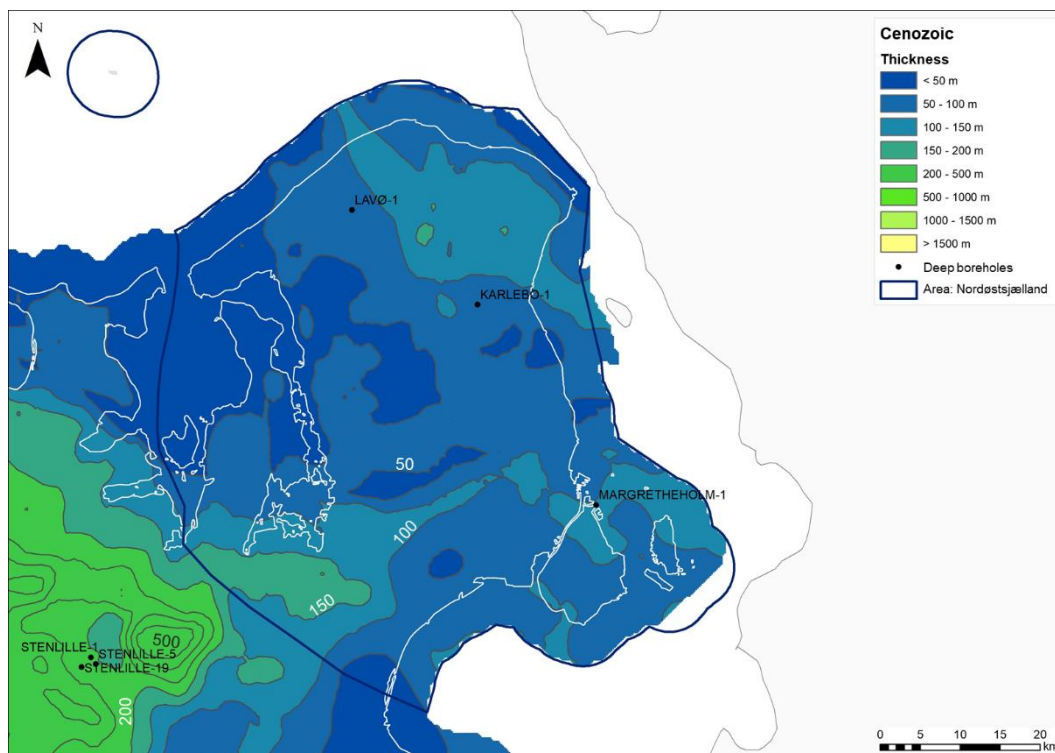 N
Cenozoic
Thickness
< 50 m
50 - 100 m
100 - 150 m
150 - 200 m
200 - 500 m
500 - 1000 m
1000 - 1500 m
> 1500 m
Deep boreholes
Area: Nordøstsjælland
LAVØ-1
KARLEBO-1
50
MARGRETHEHOLM-1
100
150
500
STENLILLE-1
STENLILLE-5
STENLILLE-19
200
0 5 10 15 20
km